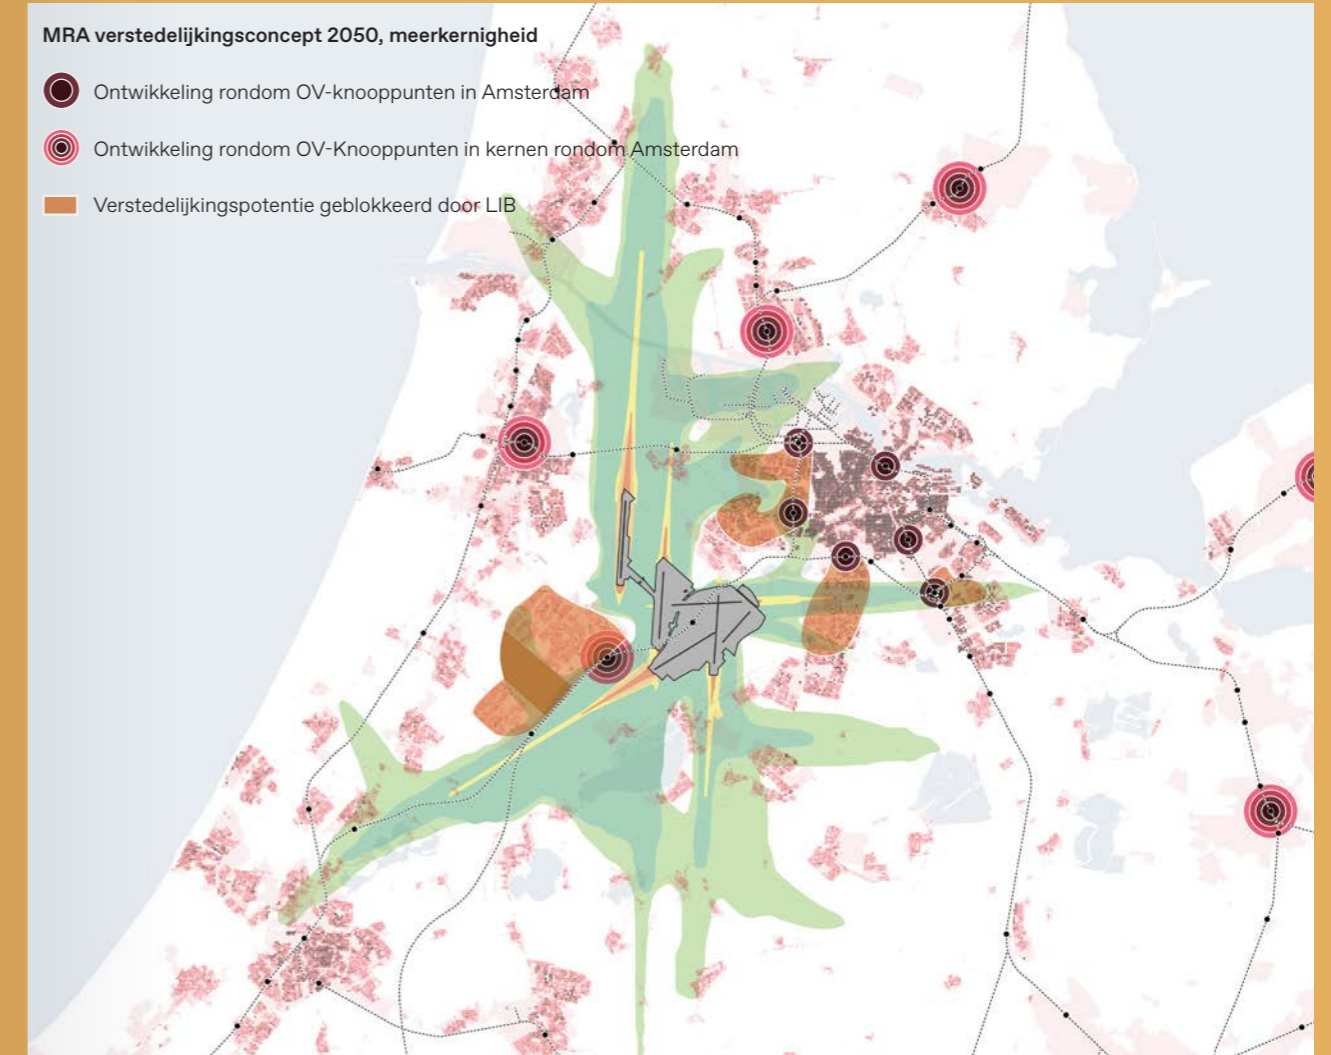 MRA verstedelijkingsconcept 2050, meerkernigheid
Ontwikkeling rondom OV-knooppunten in Amsterdam
Ontwikkeling rondom OV-Knooppunten in kernen rondom Amsterdam
Verstedelijkingspotentie geblokkeerd door LIB